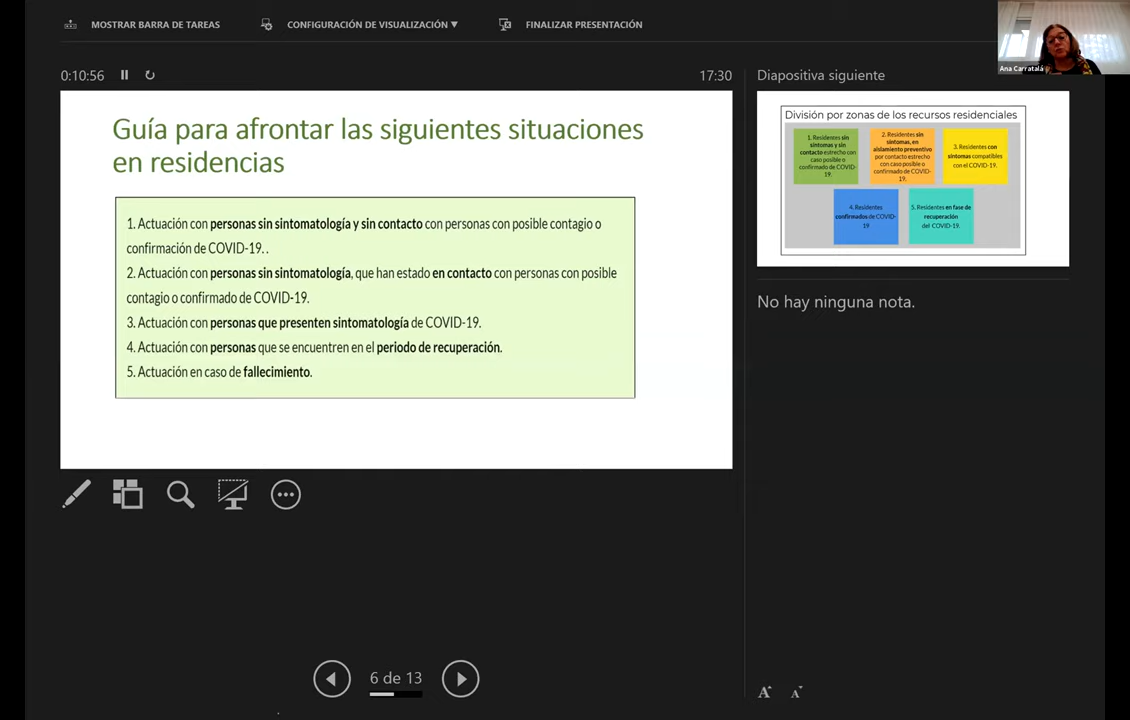 MOSTRAR BARRA DE TAREAS
CONFIGURACIÓN DE VISUALIZACIÓN ▼
FINALIZAR PRESENTACIÓN
Ana Carratalá
0:10:56
17:30
Guía para afrontar las siguientes situaciones
en residencias
1. Actuación con personas sin sintomatología y sin contacto con personas con posible contagio o
confirmación de COVID-19. .
2. Actuación con personas sin sintomatología, que han estado en contacto con personas con posible
contagio o confirmado de COVID-19.
3. Actuación con personas que presenten sintomatología de COVID-19.
4. Actuación con personas que se encuentren en el periodo de recuperación.
5. Actuación en caso de fallecimiento.
Diapositiva siguiente
División por zonas de los recursos residenciales
1. Residentes sin
síntomas y sin
contacto estrecho con
caso posible o
confirmado de COVID-
19.
2. Residentes sin
síntomas, en
aislamiento preventivo
por contacto estrecho
con caso posible o
confirmado de COVID-
19.
3. Residentes con
síntomas compatibles
con el COVID-19.
4. Residentes
confirmados de COVID-
19
5. Residentes en fase de
recuperación
del COVID-19.
No hay ninguna nota.
6 de 13
A A